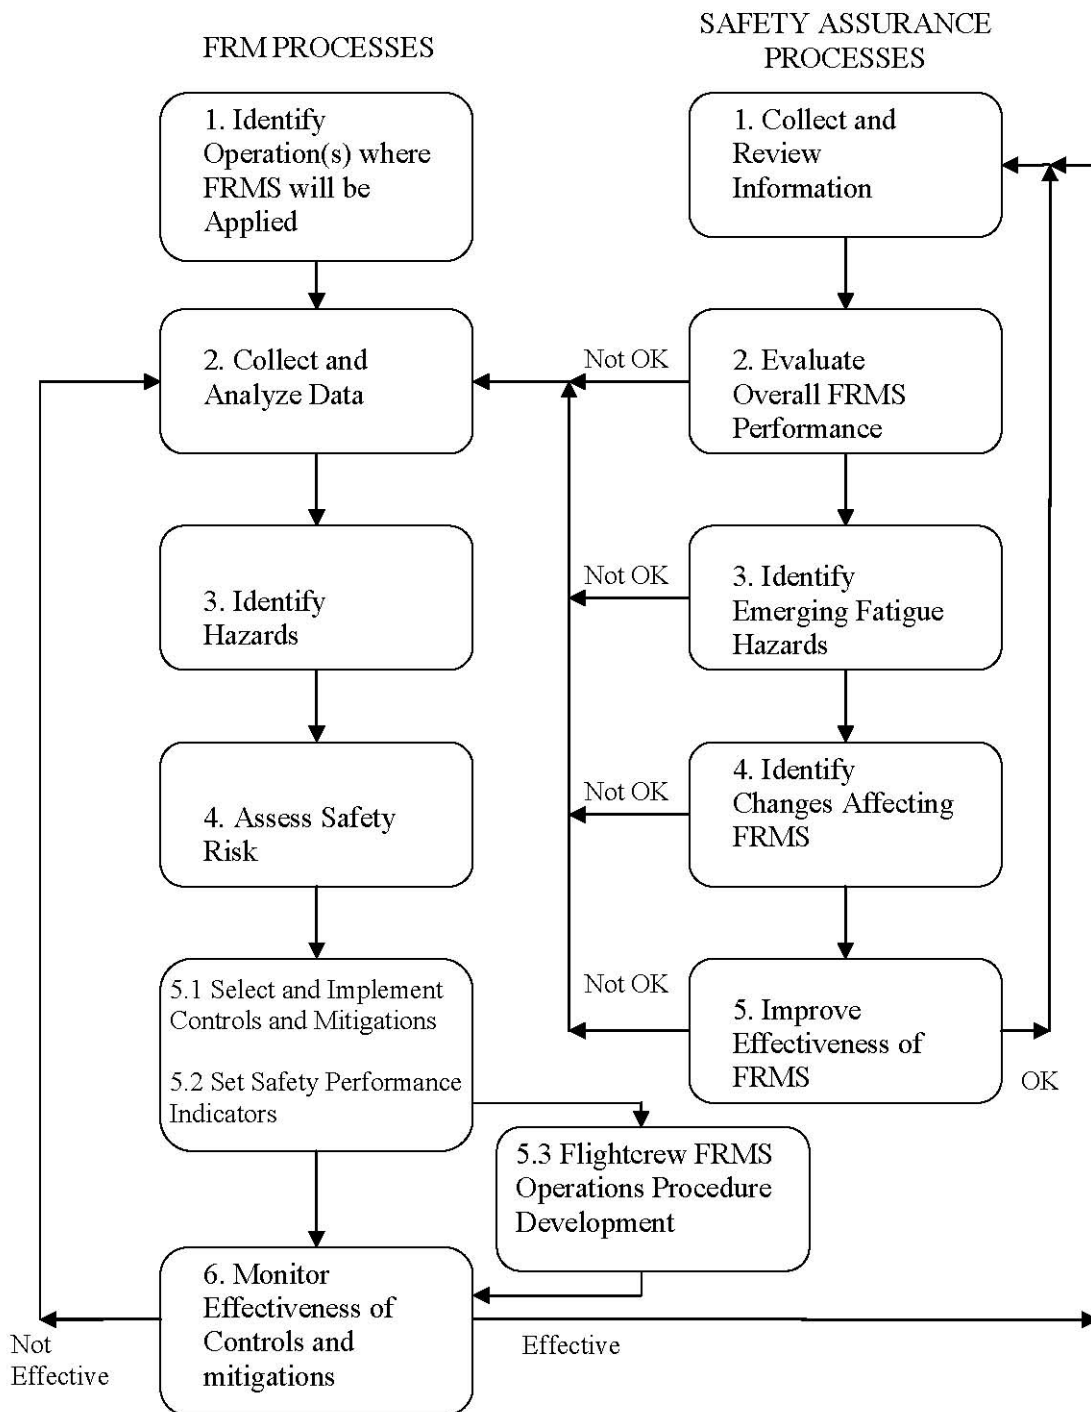 FRM PROCESSES
1. Identify
Operation(s) where
FRMS will be
Applied
2. Collect and
Analyze Data
3. Identify
Hazards
4. Assess Safety
Risk
5.1 Select and Implement
Controls and Mitigations
5.2 Set Safety Performance
Indicators
5.3 Flightcrew FRMS
Operations Procedure
Development
6. Monitor
Effectiveness of
Controls and
mitigations
Not
Effective
Effective
SAFETY ASSURANCE
PROCESSES
1. Collect and
Review
Information
2. Evaluate
Overall FRMS
Performance
Not OK
3. Identify
Emerging Fatigue
Hazards
Not OK
4. Identify
Changes Affecting
FRMS
Not OK
5. Improve
Effectiveness of
FRMS
Not OK
OK